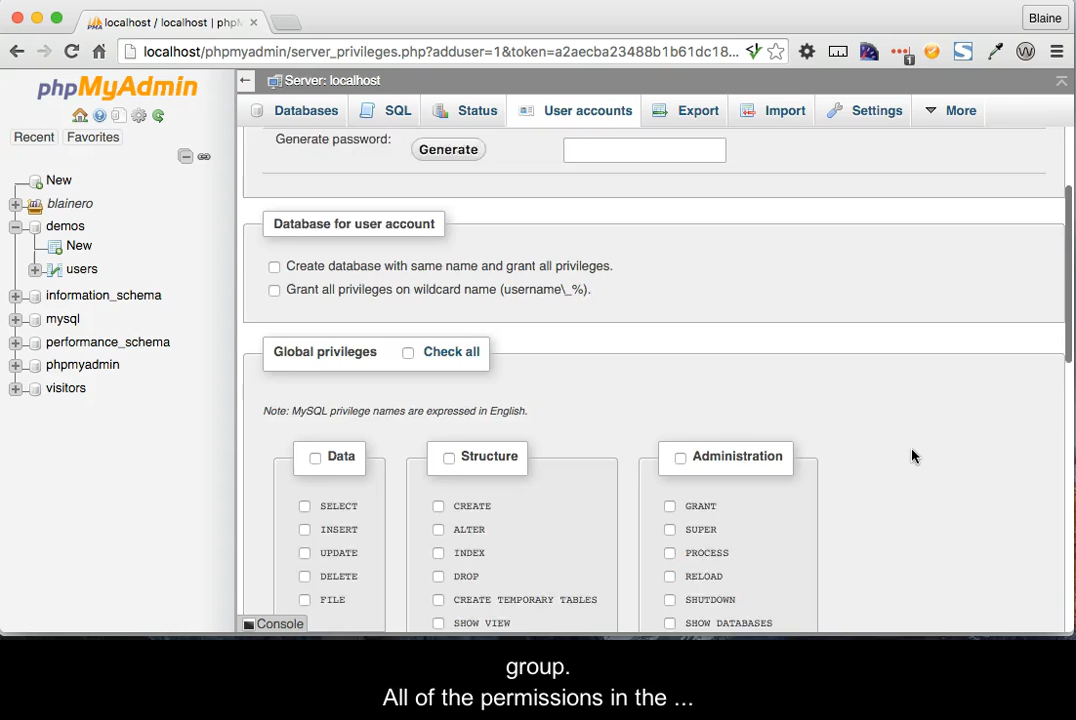 localhost / localhost | phpM
Blaine
localhost/phpmyadmin/server_privileges.php?adduser=1&token=a2aecba23488b1b61dc18...
1
phpMyAdmin
Server: localhost
Databases SQL Status User accounts Export Import Settings More
Recent Favorites
New
blainero
demos
New
users
information_schema
mysql
performance_schema
phpmyadmin
visitors
Generate password: Generate
Database for user account
Create database with same name and grant all privileges.
Grant all privileges on wildcard name (username\_%).
Global privileges Check all
Note: MySQL privilege names are expressed in English.
Data Structure Administration
SELECT CREATE GRANT
INSERT ALTER SUPER
UPDATE INDEX PROCESS
DELETE DROP RELOAD
FILE CREATE TEMPORARY TABLES SHUTDOWN
SHOW VIEW SHOW DATABASES
Console
group.
All of the permissions in the ...